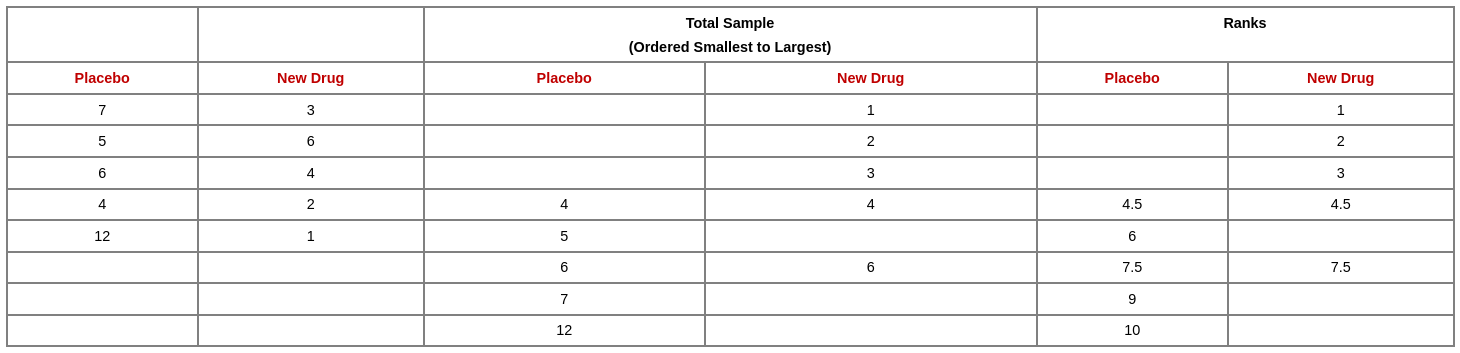 Total Sample Ranks
(Ordered Smallest to Largest)
Placebo New Drug Placebo New Drug Placebo New Drug
7 3 1 1
5 6 2 2
6 4 3 3
4 2 4 4 4.5 4.5
12 1 5 6
6 6 7.5 7.5
7 9
12 10